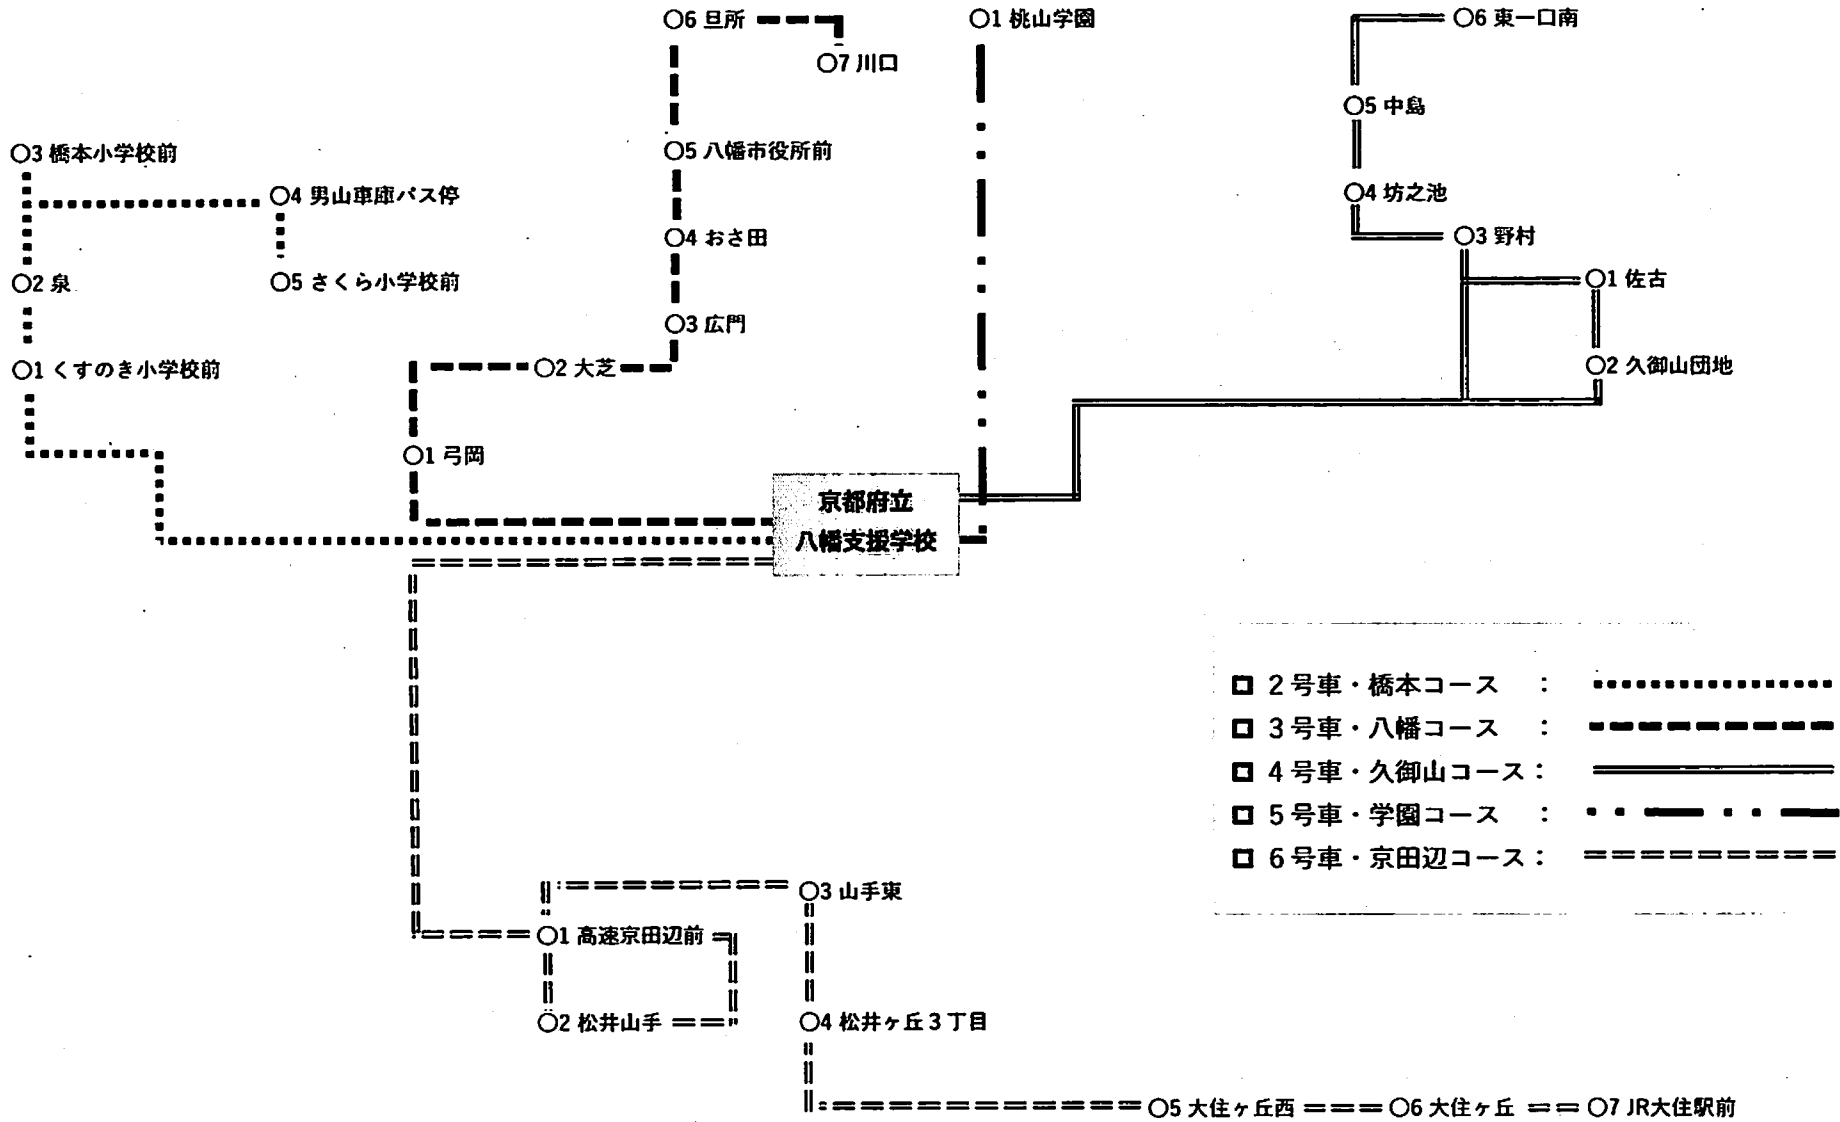 ○6 旦所
○7 川口
○1 桃山学園
○6 東一口南
○5 中島
○3 橋本小学校前
○5 八幡市役所前
○4 男山車庫バス停
○4 坊之池
○4 おさ田
○3 野村
○2 泉
○5 さくら小学校前
○1 佐古
○3 広門
○1 くすのき小学校前
○2 大芝
○2 久御山団地
○1 弓岡
京都府立
八幡支援学校
□ 2号車・橋本コース :
□ 3号車・八幡コース :
□ 4号車・久御山コース:
□ 5号車・学園コース :
□ 6号車・京田辺コース:
○3 山手東
○1 高速京田辺前
○2 松井山手
○4 松井ヶ丘3丁目
○5 大住ヶ丘西
○6 大住ヶ丘
○7 JR大住駅前